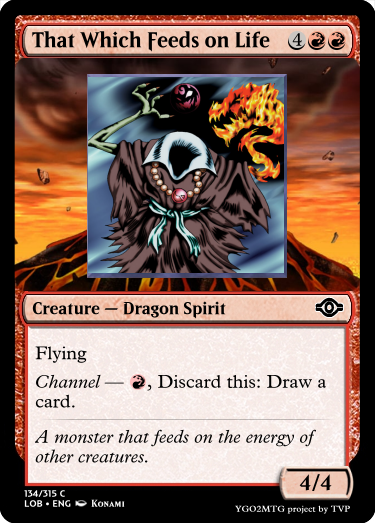 That Which Feeds on Life 4
Creature — Dragon Spirit
Flying
Channel — , Discard this: Draw a
card.
A monster that feeds on the energy of
other creatures.
4/4
134/315 C
LOB • ENG Konami
YGO2MTG project by TVP